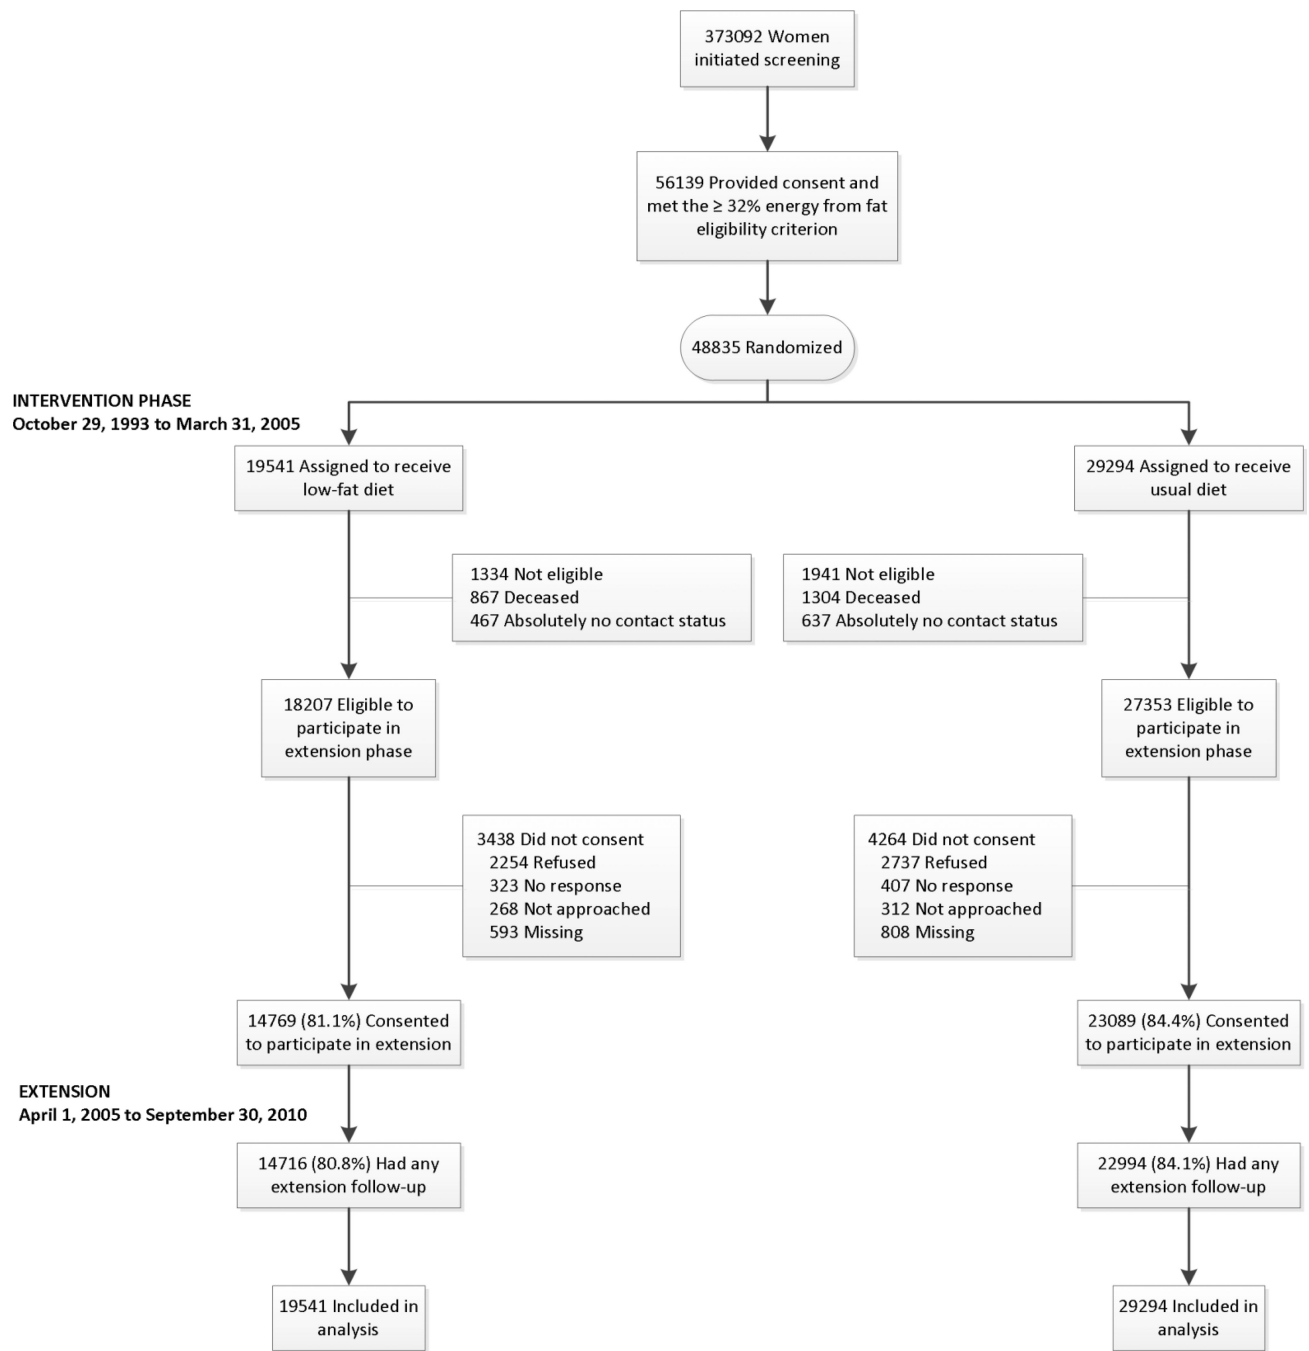 373092 Women
initiated screening
56139 Provided consent and
met the ≥ 32% energy from fat
eligibility criterion
48835 Randomized
INTERVENTION PHASE
October 29, 1993 to March 31, 2005
19541 Assigned to receive
low-fat diet
29294 Assigned to receive
usual diet
1334 Not eligible
867 Deceased
467 Absolutely no contact status
1941 Not eligible
1304 Deceased
637 Absolutely no contact status
18207 Eligible to
participate in
extension phase
27353 Eligible to
participate in
extension phase
3438 Did not consent
2254 Refused
323 No response
268 Not approached
593 Missing
4264 Did not consent
2737 Refused
407 No response
312 Not approached
808 Missing
14769 (81.1%) Consented
to participate in extension
23089 (84.4%) Consented
to participate in extension
EXTENSION
April 1, 2005 to September 30, 2010
14716 (80.8%) Had any
extension follow-up
22994 (84.1%) Had any
extension follow-up
19541 Included in
analysis
29294 Included in
analysis